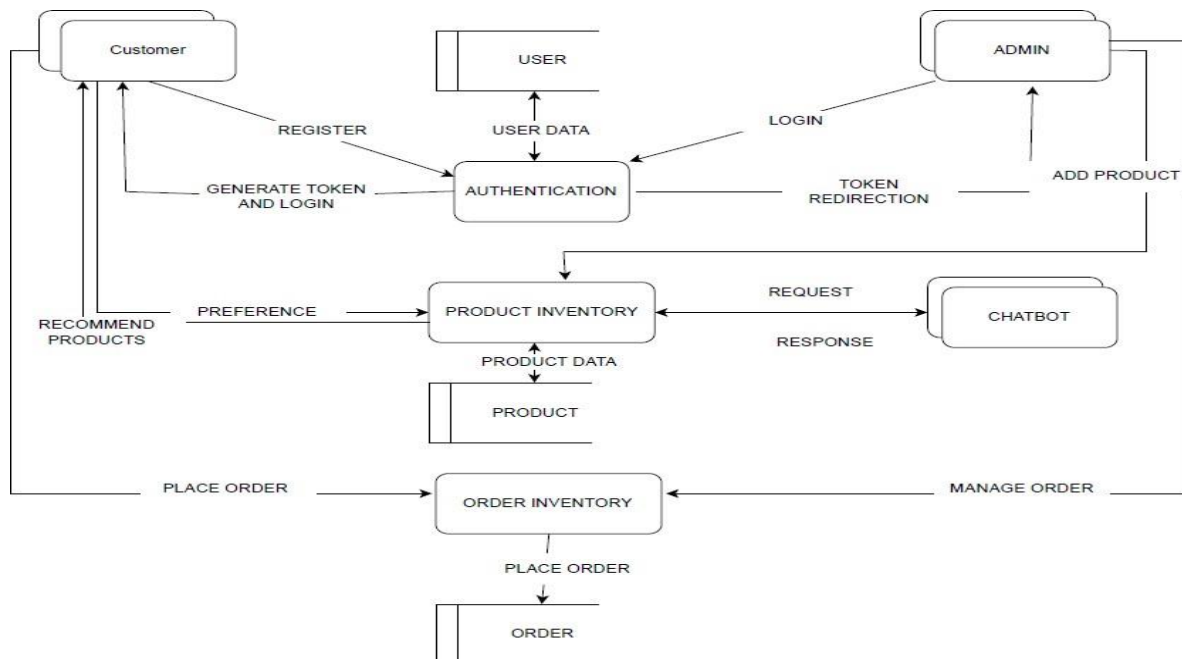 Customer
USER
ADMIN
REGISTER
USER DATA
LOGIN
GENERATE TOKEN
AND LOGIN
AUTHENTICATION
TOKEN
REDIRECTION
ADD PRODUCT
RECOMMEND
PRODUCTS
PREFERENCE
PRODUCT INVENTORY
REQUEST
RESPONSE
CHATBOT
PRODUCT DATA
PRODUCT
PLACE ORDER
ORDER INVENTORY
MANAGE ORDER
PLACE ORDER
ORDER